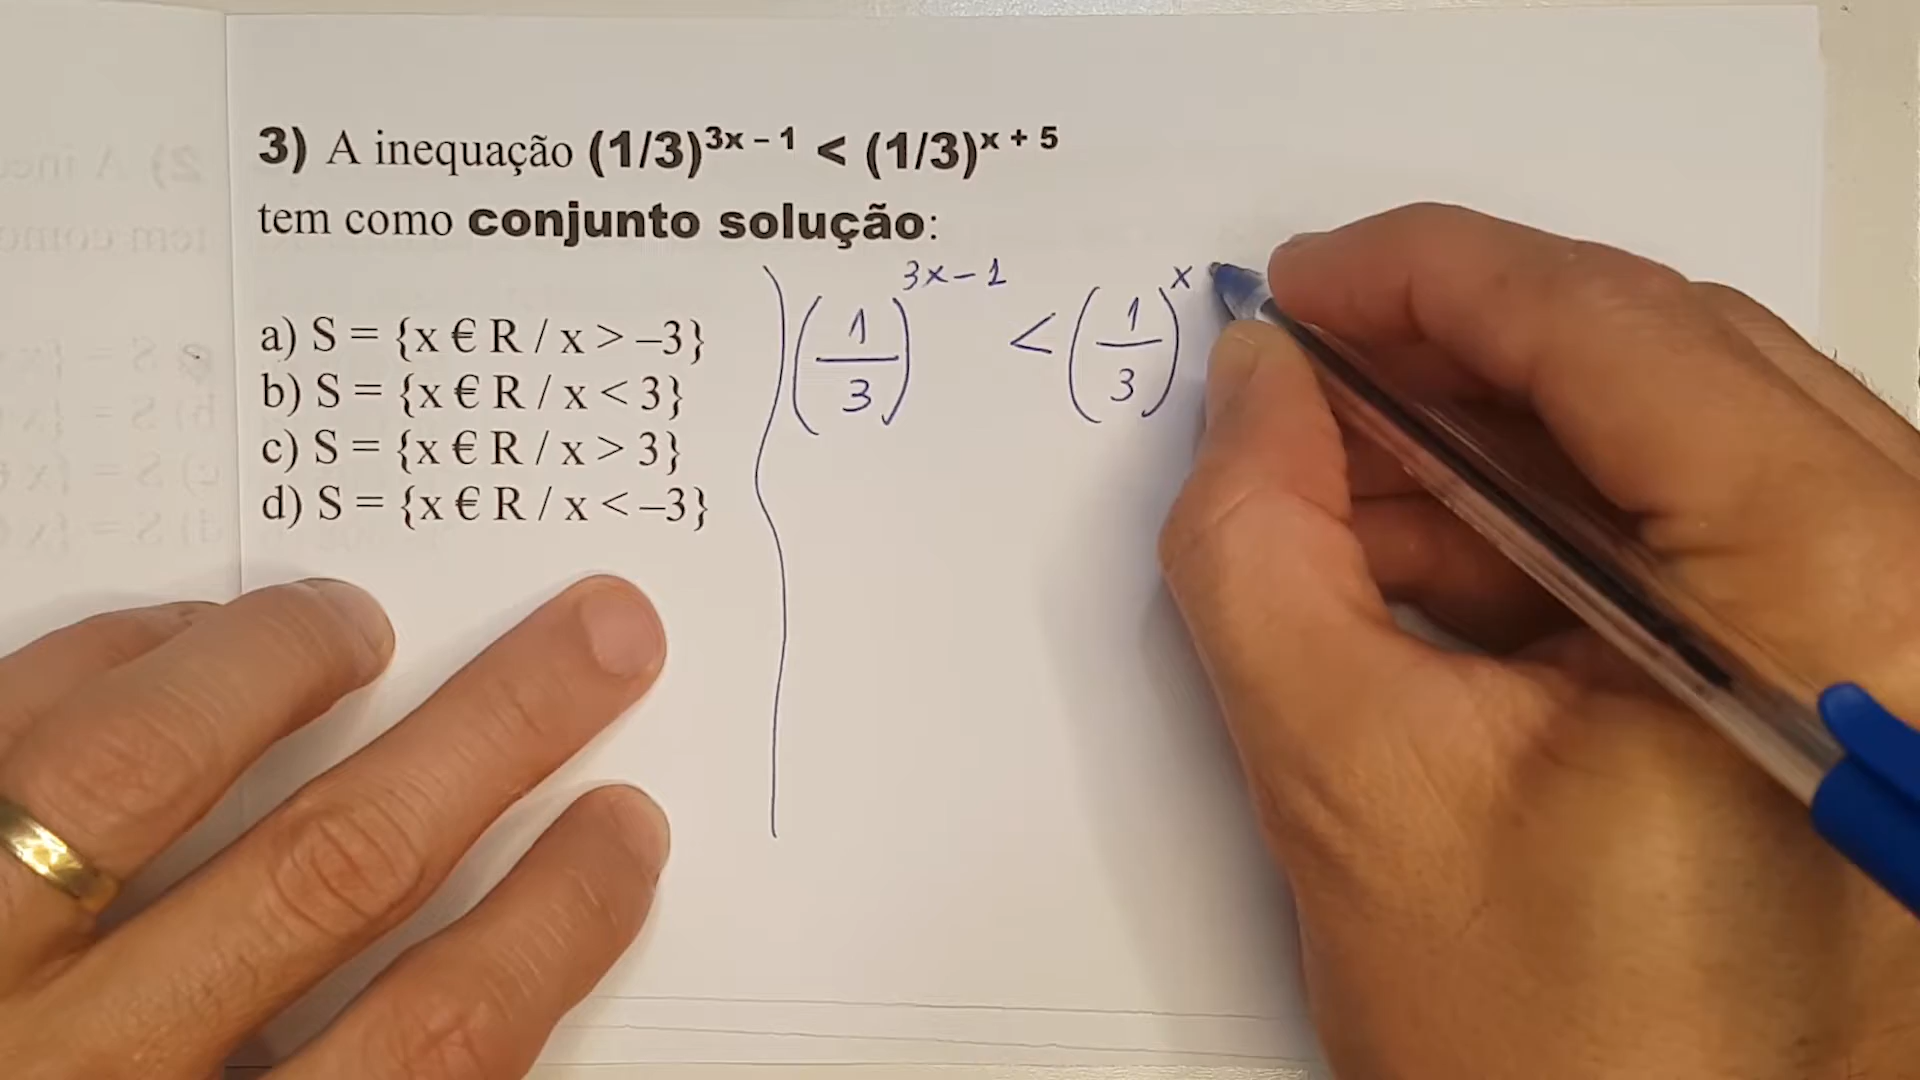 3) A inequação (1/3)³ˣ ⁻ ¹ < (1/3)ˣ ⁺ ⁵
tem como conjunto solução:
a) S = {x € R / x > –3}
b) S = {x € R / x < 3}
c) S = {x € R / x > 3}
d) S = {x € R / x < –3}
(1/3)³ˣ⁻¹ < (1/3)ˣ